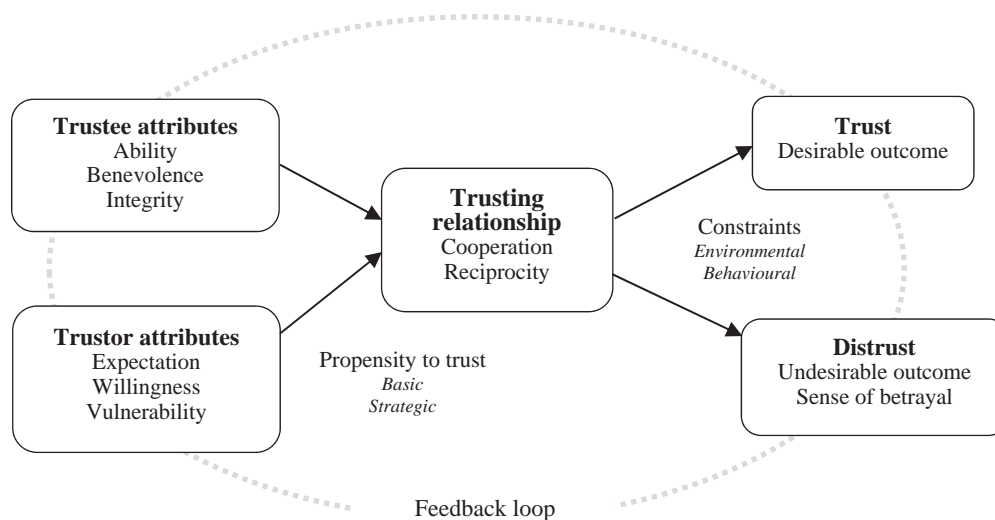 Trustee attributes
Ability
Benevolence
Integrity
Trustor attributes
Expectation
Willingness
Vulnerability
Propensity to trust
Basic
Strategic
Trusting
relationship
Cooperation
Reciprocity
Trust
Desirable outcome
Constraints
Environmental
Behavioural
Distrust
Undesirable outcome
Sense of betrayal
Feedback loop